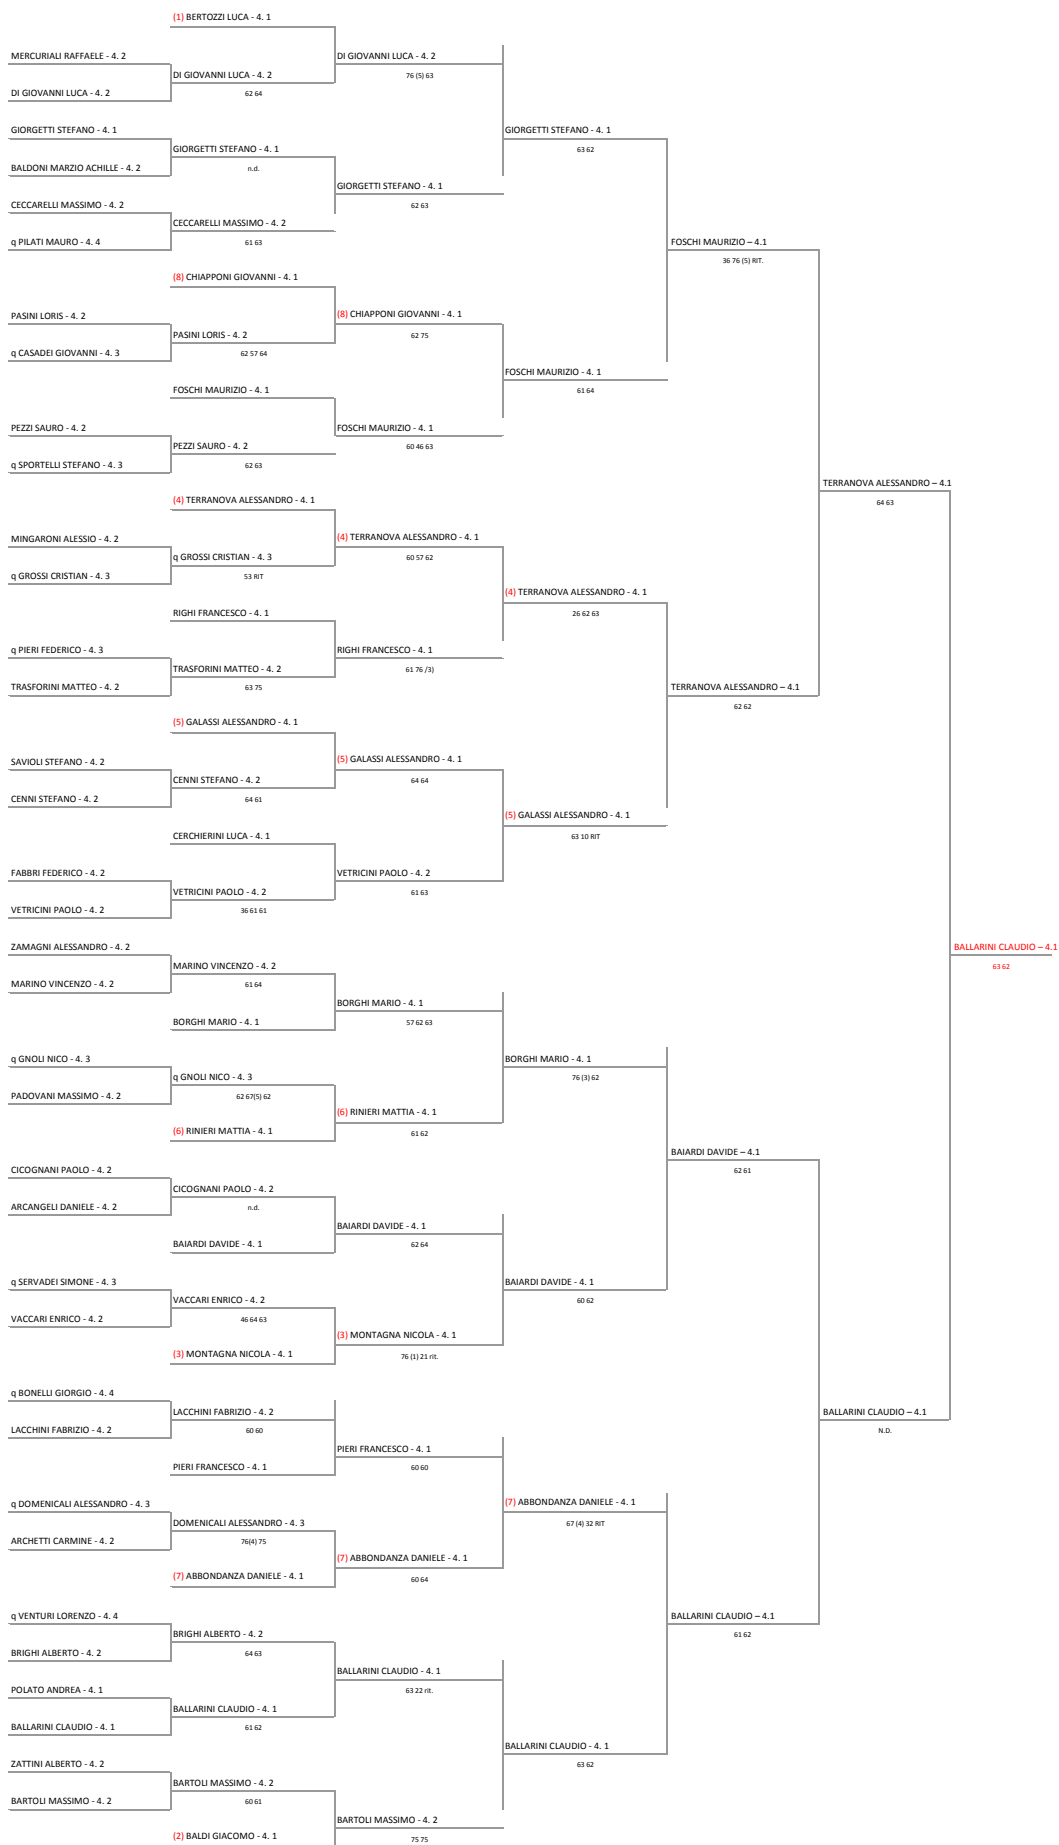 (1) BERTOZZI LUCA - 4. 1
MERCURIALI RAFFAELE - 4. 2
DI GIOVANNI LUCA - 4. 2
DI GIOVANNI LUCA - 4. 2
76 (5) 63
DI GIOVANNI LUCA - 4. 2
62 64
GIORGETTI STEFANO - 4. 1
GIORGETTI STEFANO - 4. 1
63 62
GIORGETTI STEFANO - 4. 1
n.d.
BALDONI MARZIO ACHILLE - 4. 2
GIORGETTI STEFANO - 4. 1
62 63
CECCARELLI MASSIMO - 4. 2
CECCARELLI MASSIMO - 4. 2
61 63
q PILATI MAURO - 4. 4
FOSCHI MAURIZIO – 4.1
36 76 (5) RIT.
(8) CHIAPPONI GIOVANNI - 4. 1
PASINI LORIS - 4. 2
(8) CHIAPPONI GIOVANNI - 4. 1
62 75
PASINI LORIS - 4. 2
62 57 64
q CASADEI GIOVANNI - 4. 3
FOSCHI MAURIZIO - 4. 1
61 64
FOSCHI MAURIZIO - 4. 1
PEZZI SAURO - 4. 2
FOSCHI MAURIZIO - 4. 1
60 46 63
PEZZI SAURO - 4. 2
62 63
q SPORTELLI STEFANO - 4. 3
TERRANOVA ALESSANDRO – 4.1
64 63
(4) TERRANOVA ALESSANDRO - 4. 1
MINGARONI ALESSIO - 4. 2
(4) TERRANOVA ALESSANDRO - 4. 1
60 57 62
q GROSSI CRISTIAN - 4. 3
53 RIT
q GROSSI CRISTIAN - 4. 3
(4) TERRANOVA ALESSANDRO - 4. 1
26 62 63
RIGHI FRANCESCO - 4. 1
q PIERI FEDERICO - 4. 3
RIGHI FRANCESCO - 4. 1
61 76 /3)
TRASFORINI MATTEO - 4. 2
63 75
TRASFORINI MATTEO - 4. 2
TERRANOVA ALESSANDRO – 4.1
62 62
(5) GALASSI ALESSANDRO - 4. 1
SAVIOLI STEFANO - 4. 2
(5) GALASSI ALESSANDRO - 4. 1
64 64
CENNI STEFANO - 4. 2
64 61
CENNI STEFANO - 4. 2
(5) GALASSI ALESSANDRO - 4. 1
63 10 RIT
CERCHIERINI LUCA - 4. 1
FABBRI FEDERICO - 4. 2
VETRICINI PAOLO - 4. 2
61 63
VETRICINI PAOLO - 4. 2
36 61 61
VETRICINI PAOLO - 4. 2
ZAMAGNI ALESSANDRO - 4. 2
BALLARINI CLAUDIO – 4.1
63 62
MARINO VINCENZO - 4. 2
61 64
MARINO VINCENZO - 4. 2
BORGHI MARIO - 4. 1
57 62 63
BORGHI MARIO - 4. 1
q GNOLI NICO - 4. 3
BORGHI MARIO - 4. 1
76 (3) 62
q GNOLI NICO - 4. 3
62 67(5) 62
PADOVANI MASSIMO - 4. 2
(6) RINIERI MATTIA - 4. 1
61 62
(6) RINIERI MATTIA - 4. 1
BAIARDI DAVIDE – 4.1
62 61
CICOGNANI PAOLO - 4. 2
CICOGNANI PAOLO - 4. 2
n.d.
ARCANGELI DANIELE - 4. 2
BAIARDI DAVIDE - 4. 1
62 64
BAIARDI DAVIDE - 4. 1
q SERVADEI SIMONE - 4. 3
BAIARDI DAVIDE - 4. 1
60 62
VACCARI ENRICO - 4. 2
46 64 63
VACCARI ENRICO - 4. 2
(3) MONTAGNA NICOLA - 4. 1
76 (1) 21 rit.
(3) MONTAGNA NICOLA - 4. 1
q BONELLI GIORGIO - 4. 4
LACCHINI FABRIZIO - 4. 2
60 60
BALLARINI CLAUDIO – 4.1
N.D.
LACCHINI FABRIZIO - 4. 2
PIERI FRANCESCO - 4. 1
60 60
PIERI FRANCESCO - 4. 1
q DOMENICALI ALESSANDRO - 4. 3
(7) ABBONDANZA DANIELE - 4. 1
67 (4) 32 RIT
DOMENICALI ALESSANDRO - 4. 3
76(4) 75
ARCHETTI CARMINE - 4. 2
(7) ABBONDANZA DANIELE - 4. 1
60 64
(7) ABBONDANZA DANIELE - 4. 1
q VENTURI LORENZO - 4. 4
BALLARINI CLAUDIO – 4.1
61 62
BRIGHI ALBERTO - 4. 2
64 63
BRIGHI ALBERTO - 4. 2
BALLARINI CLAUDIO - 4. 1
63 22 rit.
POLATO ANDREA - 4. 1
BALLARINI CLAUDIO - 4. 1
61 62
BALLARINI CLAUDIO - 4. 1
BALLARINI CLAUDIO - 4. 1
63 62
ZATTINI ALBERTO - 4. 2
BARTOLI MASSIMO - 4. 2
60 61
BARTOLI MASSIMO - 4. 2
BARTOLI MASSIMO - 4. 2
75 75
(2) BALDI GIACOMO - 4. 1